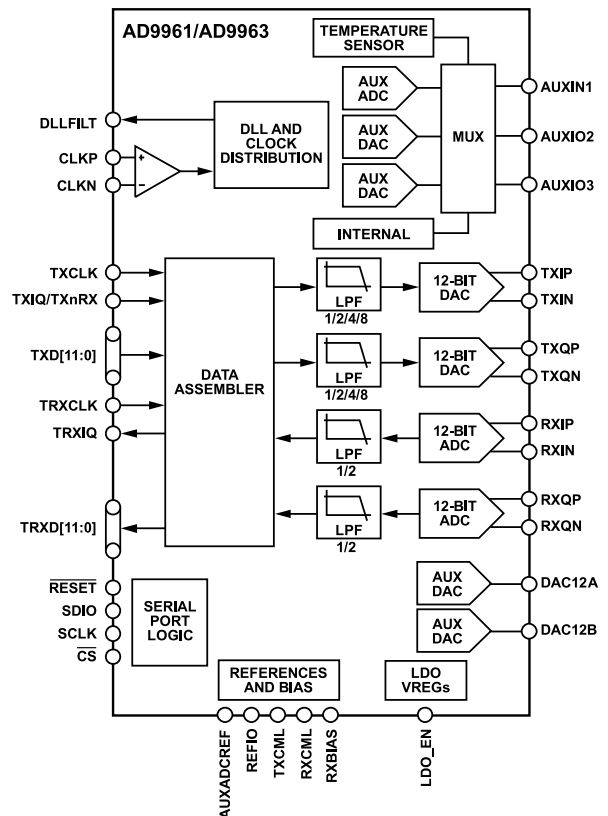 AD9961/AD9963
TEMPERATURE
SENSOR
AUX
ADC
AUX
DAC
AUX
DAC
MUX
INTERNAL
AUXIN1
AUXIO2
AUXIO3
DLLFILT
CLKP
CLKN
+
−
DLL AND
CLOCK
DISTRIBUTION
TXCLK
TXIQ/TXnRX
TXD[11:0]
TRXCLK
TRXIQ
TRXD[11:0]
DATA
ASSEMBLER
LPF
1/2/4/8
12-BIT
DAC
TXIP
TXIN
LPF
1/2/4/8
12-BIT
DAC
TXQP
TXQN
LPF
1/2
12-BIT
ADC
RXIP
RXIN
LPF
1/2
12-BIT
ADC
RXQP
RXQN
RESET
SDIO
SCLK
CS
SERIAL
PORT
LOGIC
AUX
DAC
DAC12A
AUX
DAC
DAC12B
REFERENCES
AND BIAS
LDO
VREGs
AUXADCREF
REFIO
TXCML
RXCML
RXBIAS
LDO_EN